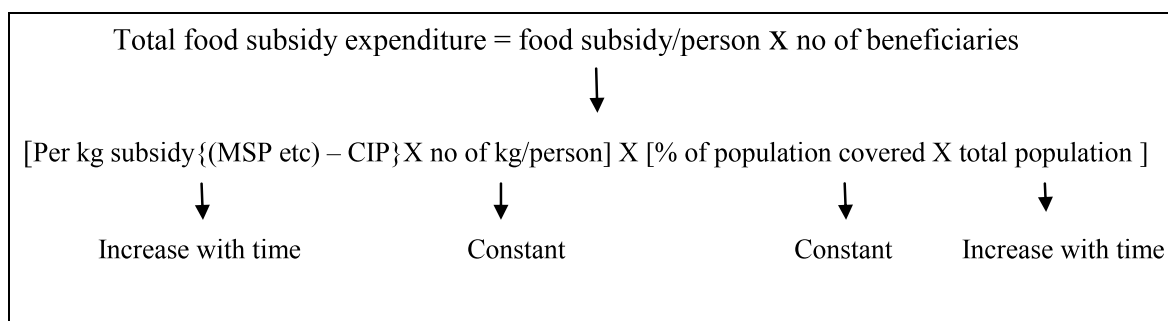 Total food subsidy expenditure = food subsidy/person X no of beneficiaries
[Per kg subsidy{(MSP etc) – CIP}X no of kg/person] X [% of population covered X total population ]
Increase with time Constant Constant Increase with time